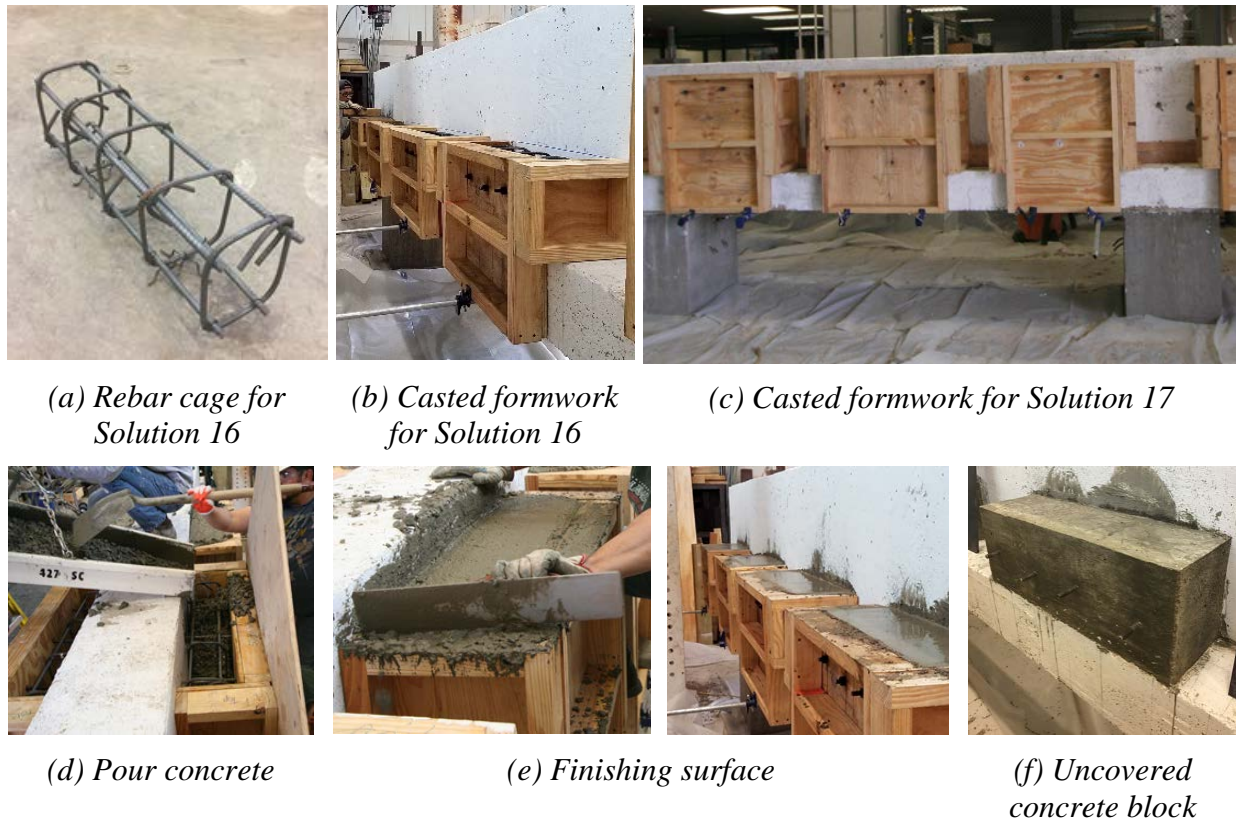 (a) Rebar cage for
Solution 16
(b) Casted formwork
for Solution 16
(c) Casted formwork for Solution 17
427 SC
(d) Pour concrete
(e) Finishing surface
(f) Uncovered
concrete block